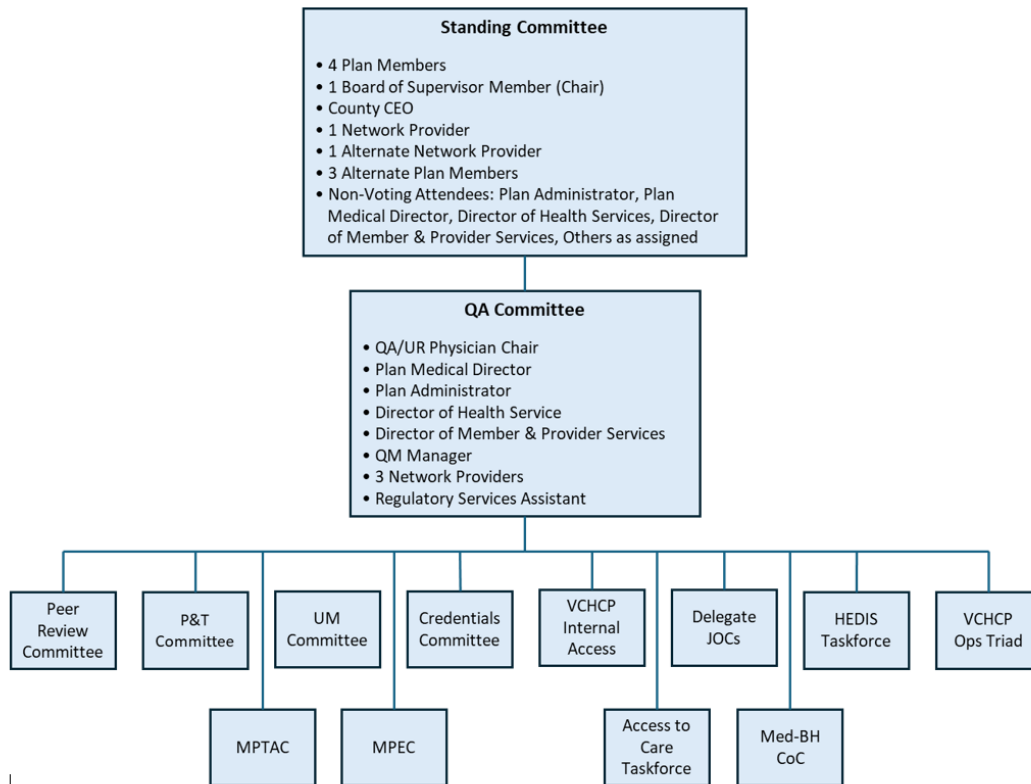 Standing Committee
• 4 Plan Members
• 1 Board of Supervisor Member (Chair)
• County CEO
• 1 Network Provider
• 1 Alternate Network Provider
• 3 Alternate Plan Members
• Non-Voting Attendees: Plan Administrator, Plan
Medical Director, Director of Health Services, Director
of Member & Provider Services, Others as assigned
QA Committee
• QA/UR Physician Chair
• Plan Medical Director
• Plan Administrator
• Director of Health Service
• Director of Member & Provider Services
• QM Manager
• 3 Network Providers
• Regulatory Services Assistant
Peer
Review
Committee
P&T
Committee
UM
Committee
Credentials
Committee
VCHCP
Internal
Access
Delegate
JOCs
HEDIS
Taskforce
VCHCP
Ops Triad
MPTAC
MPEC
Access to
Care
Taskforce
Med-BH
CoC